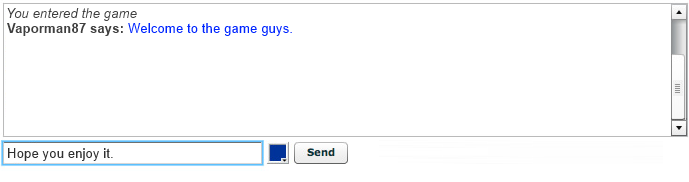 You entered the game
Vaporman87 says: Welcome to the game guys.
Hope you enjoy it.
Send